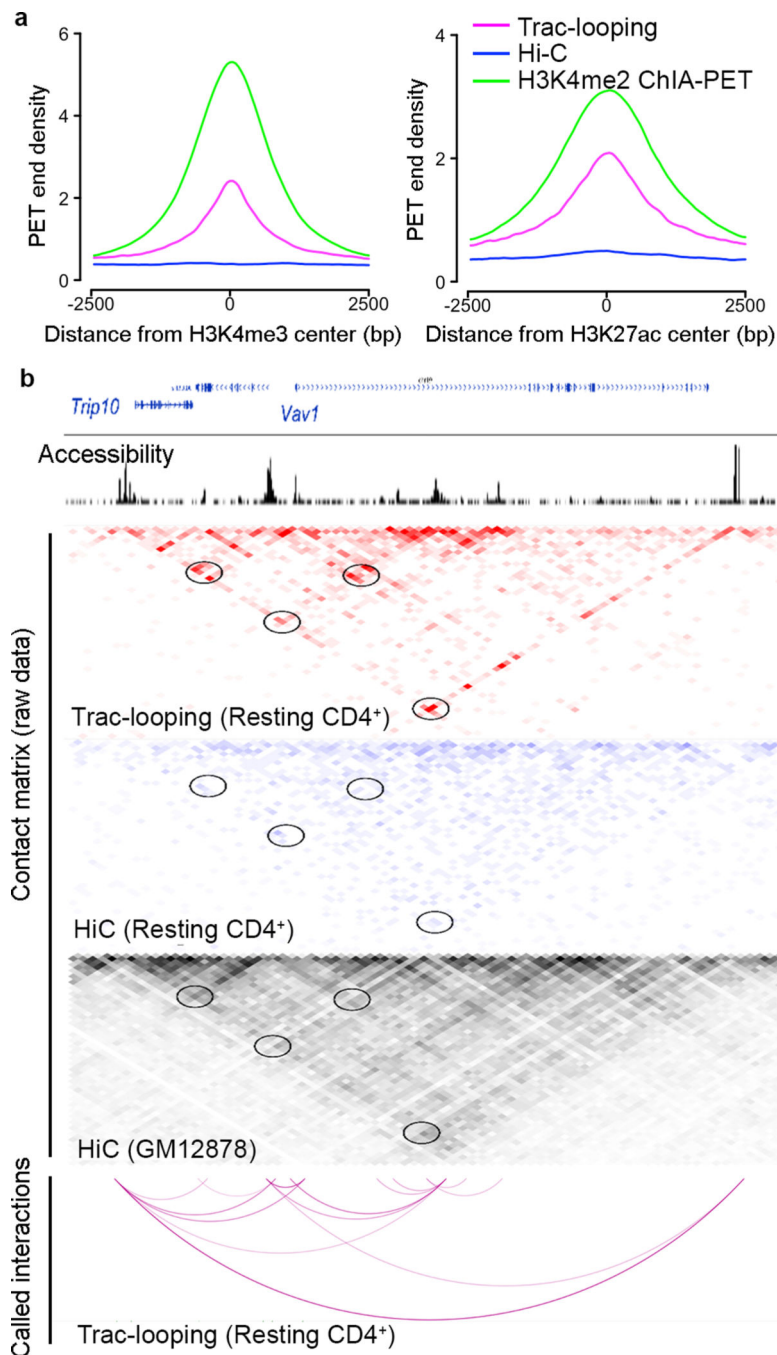 a
Trac-looping
Hi-C
H3K4me2 ChIA-PET
PET end density
6
4
2
0
-2500
0
2500
Distance from H3K4me3 center (bp)
PET end density
4
2
0
-2500
0
2500
Distance from H3K27ac center (bp)
b
Trip10
Vav1
Accessibility
Contact matrix (raw data)
Trac-looping (Resting CD4+)
HiC (Resting CD4+)
HiC (GM12878)
Called interactions
Trac-looping (Resting CD4+)